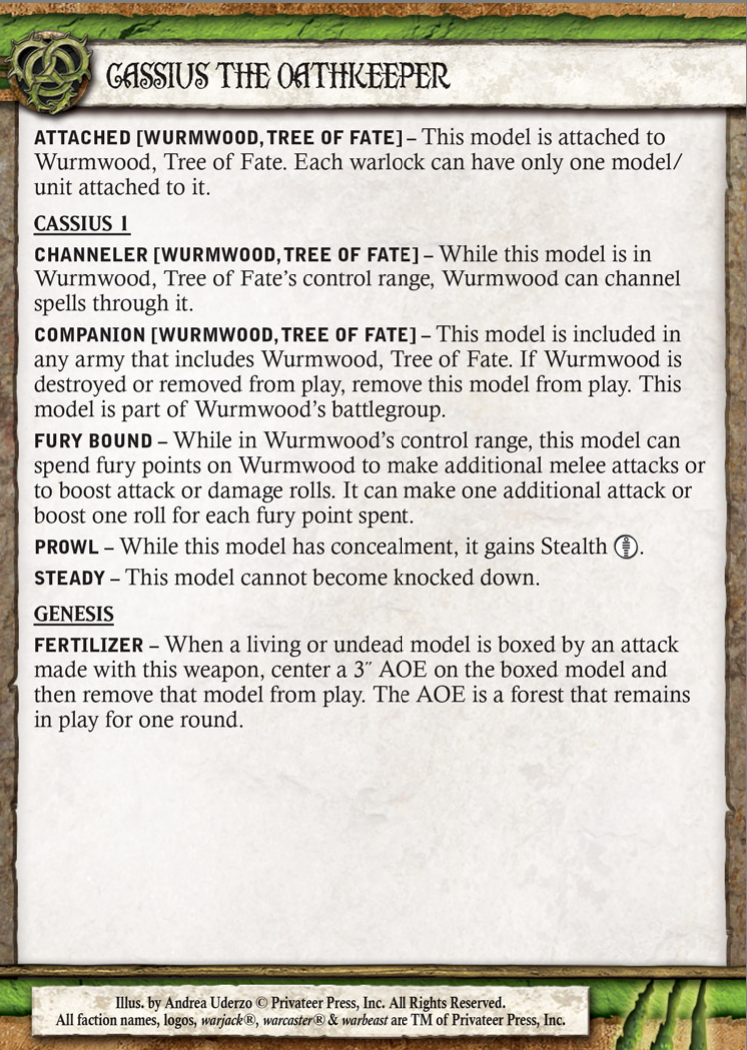 CASSIUS THE OATHKEEPER
ATTACHED [WURMWOOD, TREE OF FATE] – This model is attached to
Wurmwood, Tree of Fate. Each warlock can have only one model/
unit attached to it.
CASSIUS 1
CHANNELER [WURMWOOD, TREE OF FATE] – While this model is in
Wurmwood, Tree of Fate's control range, Wurmwood can channel
spells through it.
COMPANION [WURMWOOD, TREE OF FATE] – This model is included in
any army that includes Wurmwood, Tree of Fate. If Wurmwood is
destroyed or removed from play, remove this model from play. This
model is part of Wurmwood's battlegroup.
FURY BOUND – While in Wurmwood's control range, this model can
spend fury points on Wurmwood to make additional melee attacks or
to boost attack or damage rolls. It can make one additional attack or
boost one roll for each fury point spent.
PROWL – While this model has concealment, it gains Stealth .
STEADY – This model cannot become knocked down.
GENESIS
FERTILIZER – When a living or undead model is boxed by an attack
made with this weapon, center a 3˝ AOE on the boxed model and
then remove that model from play. The AOE is a forest that remains
in play for one round.
Illus. by Andrea Uderzo © Privateer Press, Inc. All Rights Reserved.
All faction names, logos, warjack®, warcaster® & warbeast are TM of Privateer Press, Inc.